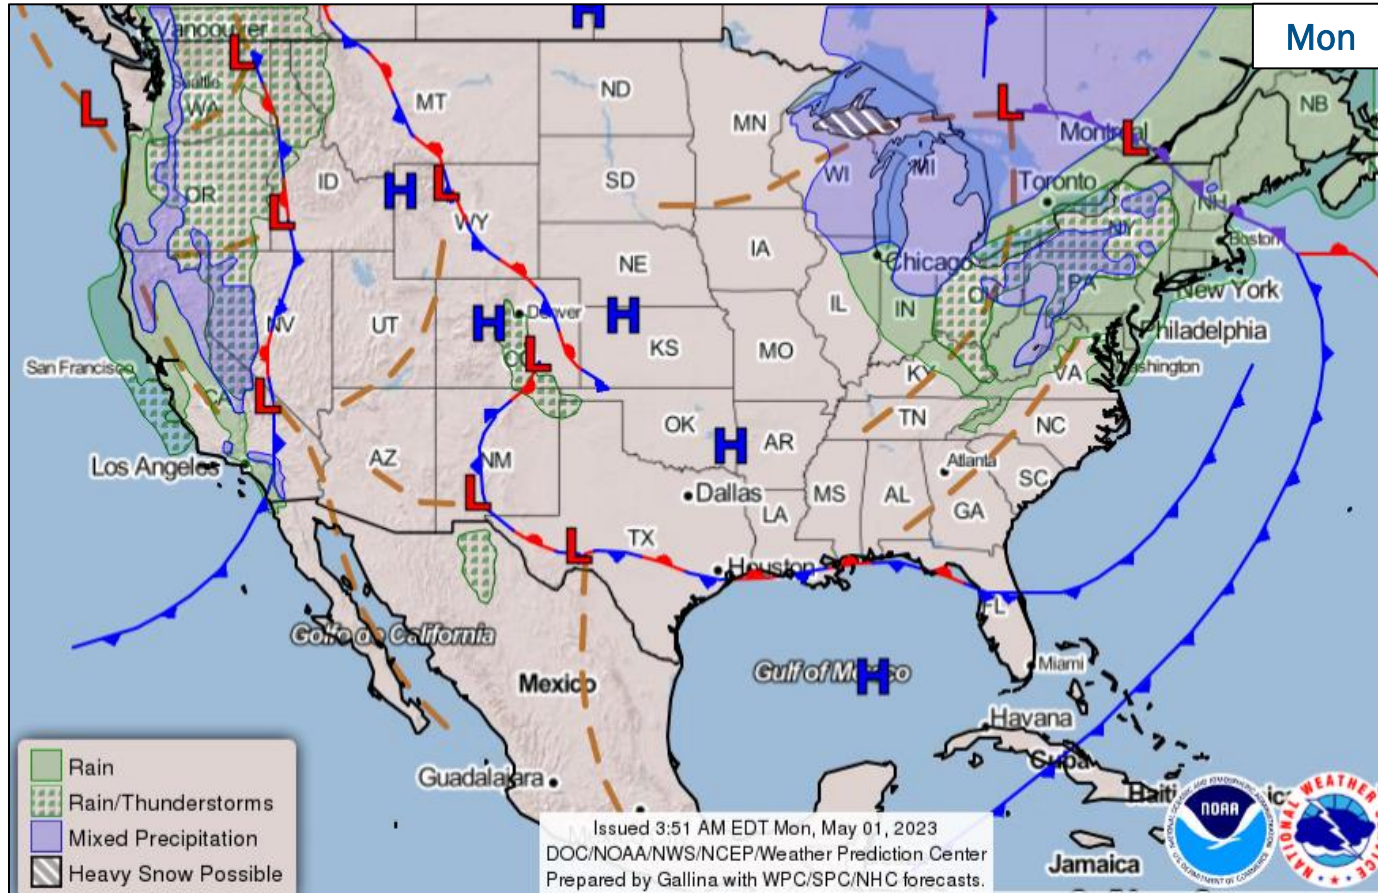 Mon
Vancouver
Seattle
WA
MT
ND
MN
Montreal
NB
OR
ID
SD
WI
MI
Toronto
WY
NH
NY
Boston
IA
Chicago
NE
PA
New York
NV
UT
Denver
IL
IN
OH
Philadelphia
CO
KS
MO
San Francisco
KY
VA
Washington
CA
OK
TN
NC
AR
Los Angeles
AZ
NM
Atlanta
SC
Dallas
MS
AL
GA
LA
TX
Houston
FL
Golfo de California
Miami
Gulf of Mexico
Mexico
Havana
Cuba
Guadalajara
Haiti
Jamaica
L
L
L
L
L
L
L
L
L
L
H
H
H
H
H
H
Rain
Rain/Thunderstorms
Mixed Precipitation
Heavy Snow Possible
Issued 3:51 AM EDT Mon, May 01, 2023
DOC/NOAA/NWS/NCEP/Weather Prediction Center
Prepared by Gallina with WPC/SPC/NHC forecasts.
NOAA
NATIONAL WEATHER